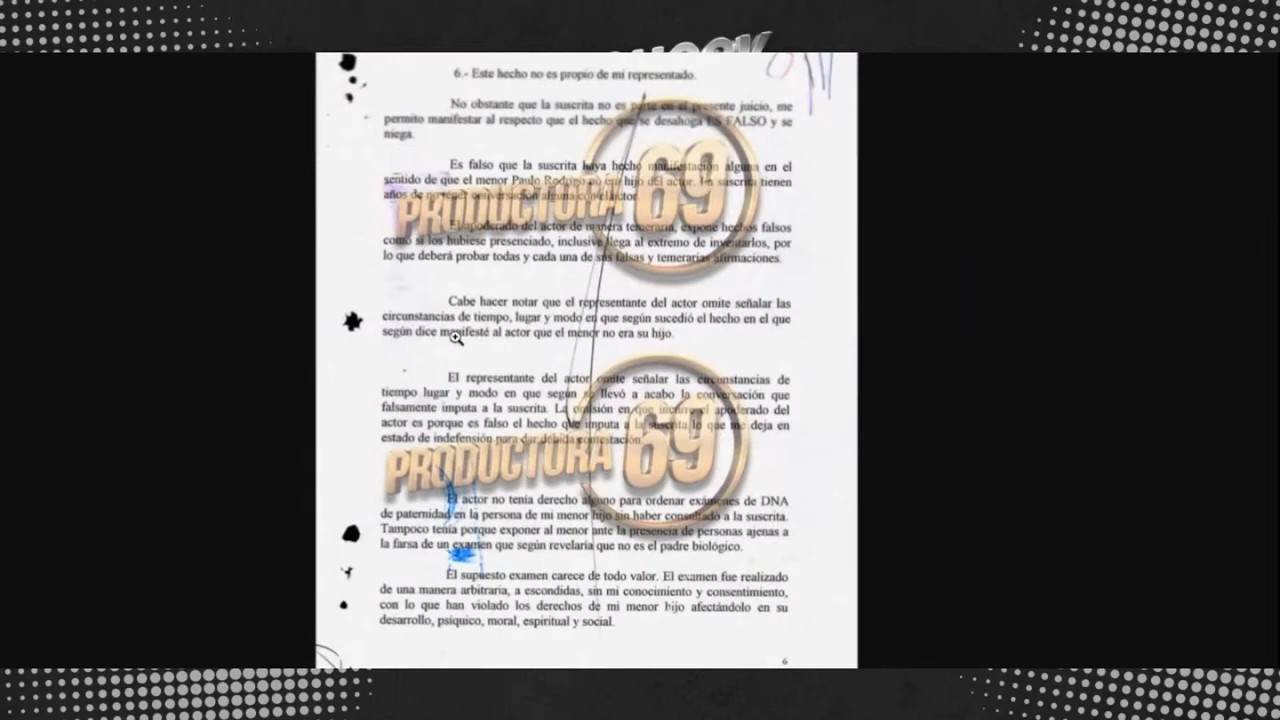 6.- Este hecho no es propio de mi representado.
No obstante que la suscrita no es parte en el presente juicio, me
permito manifestar al respecto que el hecho que se desahoga ES FALSO y se
niega.
Es falso que la suscrita haya hecho manifestación alguna en el
sentido de que el menor Paulo Rodrigo no era hijo del actor. La suscrita tienen
años de no tener conversación alguna con el actor.
El apoderado del actor de manera temeraria, expone hechos falsos
como si los hubiese presenciado, inclusive llega al extremo de inventarlos, por
lo que deberá probar todas y cada una de sus falsas y temerarias afirmaciones.
PRODUCTORA 69
Cabe hacer notar que el representante del actor omite señalar las
circunstancias de tiempo, lugar y modo en que según sucedió el hecho en el que
según dice manifesté al actor que el menor no era su hijo.
El representante del actor omite señalar las circunstancias de
tiempo lugar y modo en que según se llevó a acabo la conversación que
falsamente imputa a la suscrita. La omisión en que incurre el apoderado del
actor es porque es falso el hecho que imputa a la suscrita lo que me deja en
estado de indefensión para dar debida contestación.
PRODUCTORA 69
El actor no tenía derecho alguno para ordenar exámenes de DNA
de paternidad en la persona de mi menor hijo sin haber consultado a la suscrita.
Tampoco tenía porque exponer al menor ante la presencia de personas ajenas a
la farsa de un examen que según revelaría que no es el padre biológico.
El supuesto examen carece de todo valor. El examen fue realizado
de una manera arbitraria, a escondidas, sin mi conocimiento y consentimiento,
con lo que han violado los derechos de mi menor hijo afectándolo en su
desarrollo, psíquico, moral, espiritual y social.
6